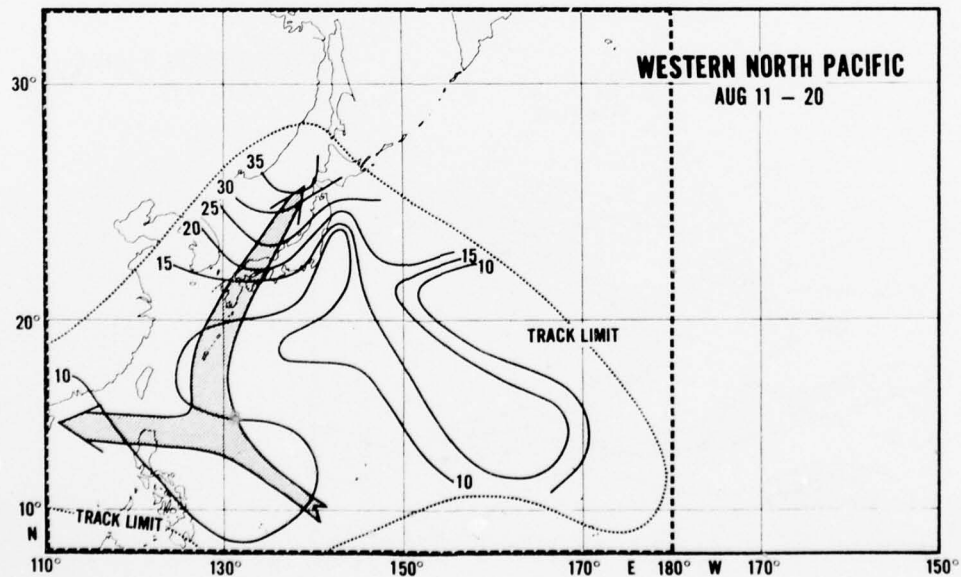 WESTERN NORTH PACIFIC
AUG 11 – 20
30°
35
30
25
20
15
15
10
20°
TRACK LIMIT
10
10
10°
TRACK LIMIT
N
110° 130° 150° 170° E 180° W 170° 150°